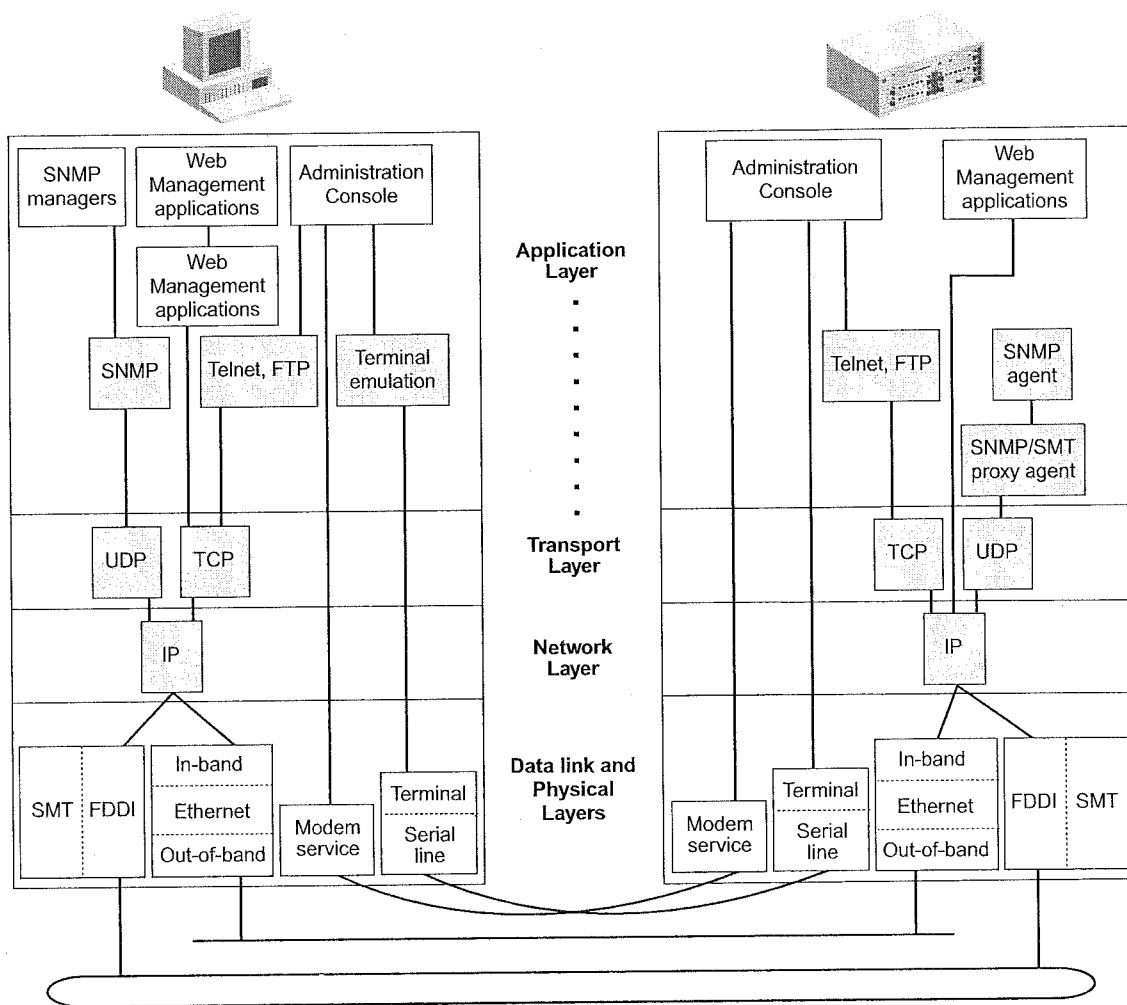 SNMP
managers
Web
Management
applications
Administration
Console
Web
Management
applications
SNMP
Telnet, FTP
Terminal
emulation
UDP
TCP
IP
SMT
FDDI
In-band
Ethernet
Out-of-band
Modem
service
Terminal
Serial
line
Application
Layer
Transport
Layer
Network
Layer
Data link and
Physical
Layers
Administration
Console
Web
Management
applications
Telnet, FTP
SNMP
agent
SNMP/SMT
proxy agent
TCP
UDP
IP
Modem
service
Terminal
Serial
line
In-band
Ethernet
Out-of-band
FDDI
SMT